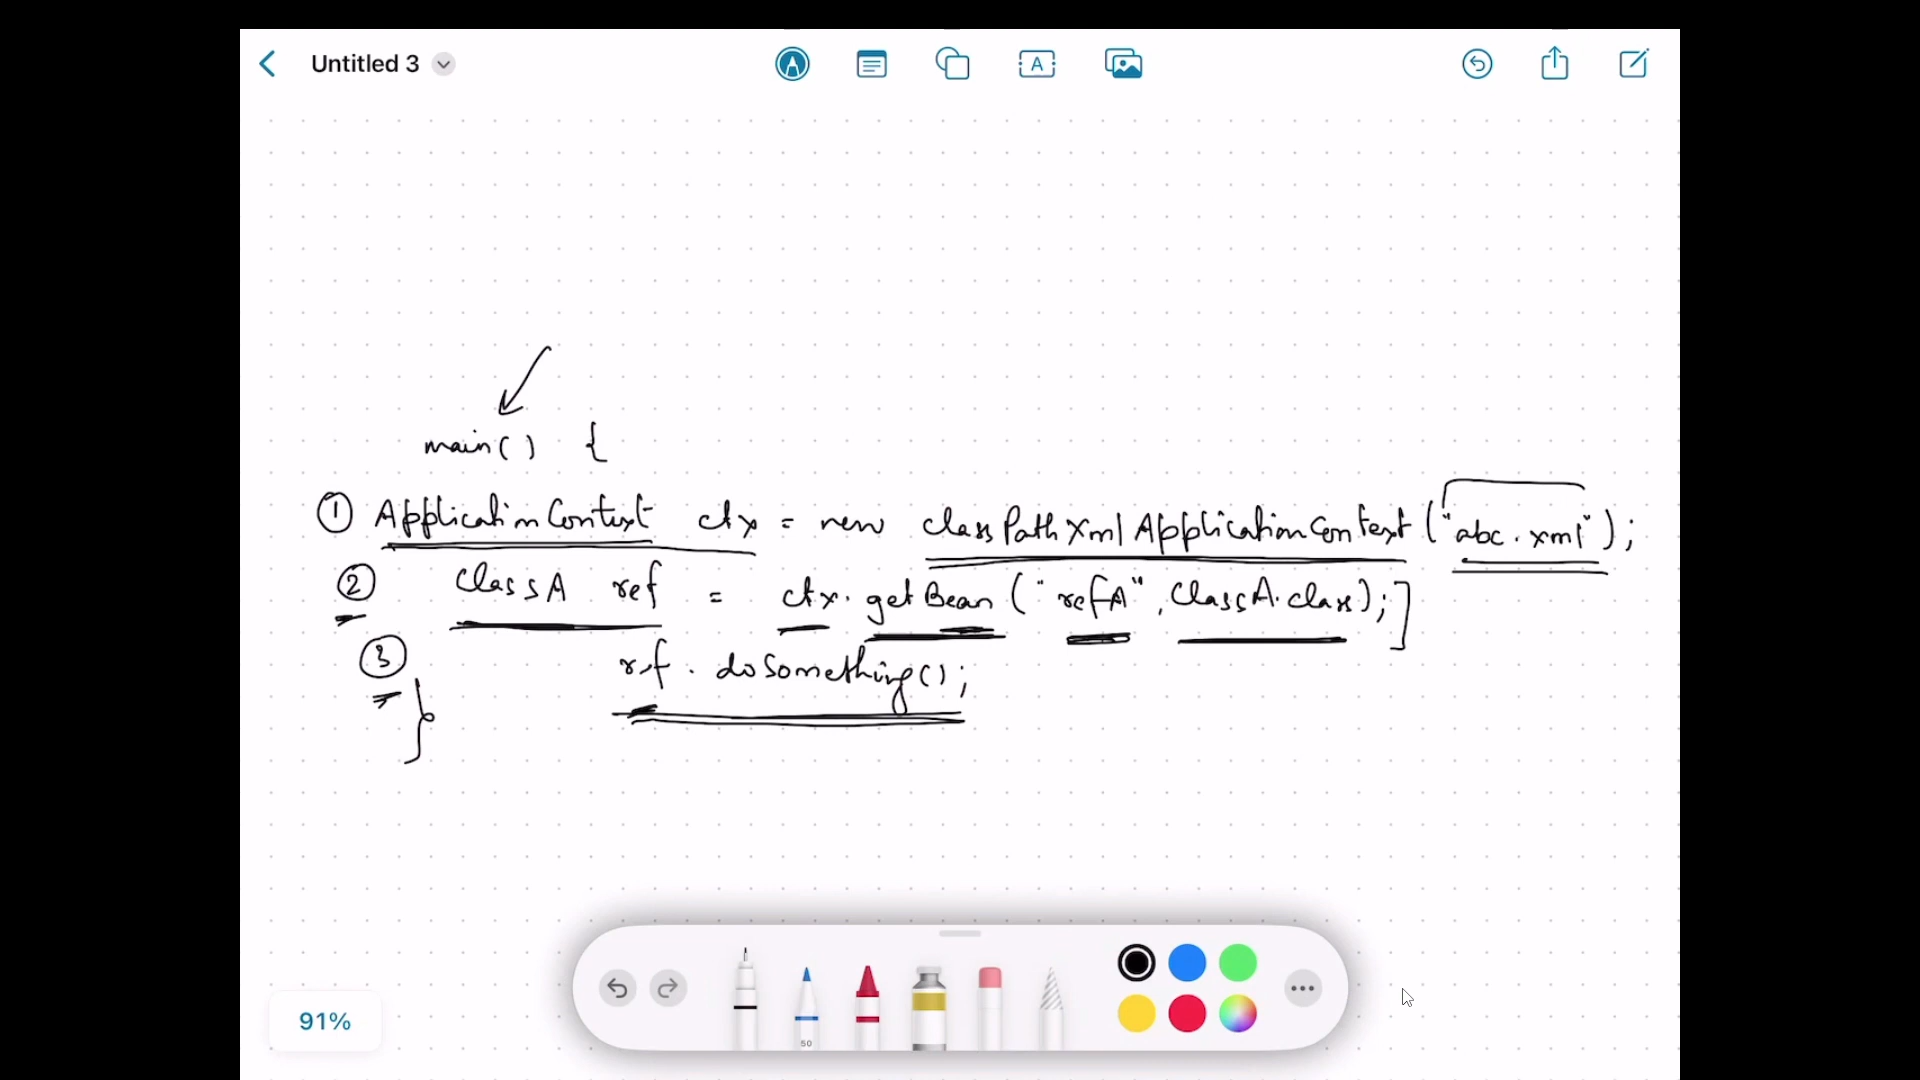 Untitled 3
A
main() {
① ApplicationContext ctx = new classPathXmlApplicationContext("abc.xml");
② classA ref = ctx.getBean("refA", classA.class);]
③ ref.doSomething();
}
50
91%